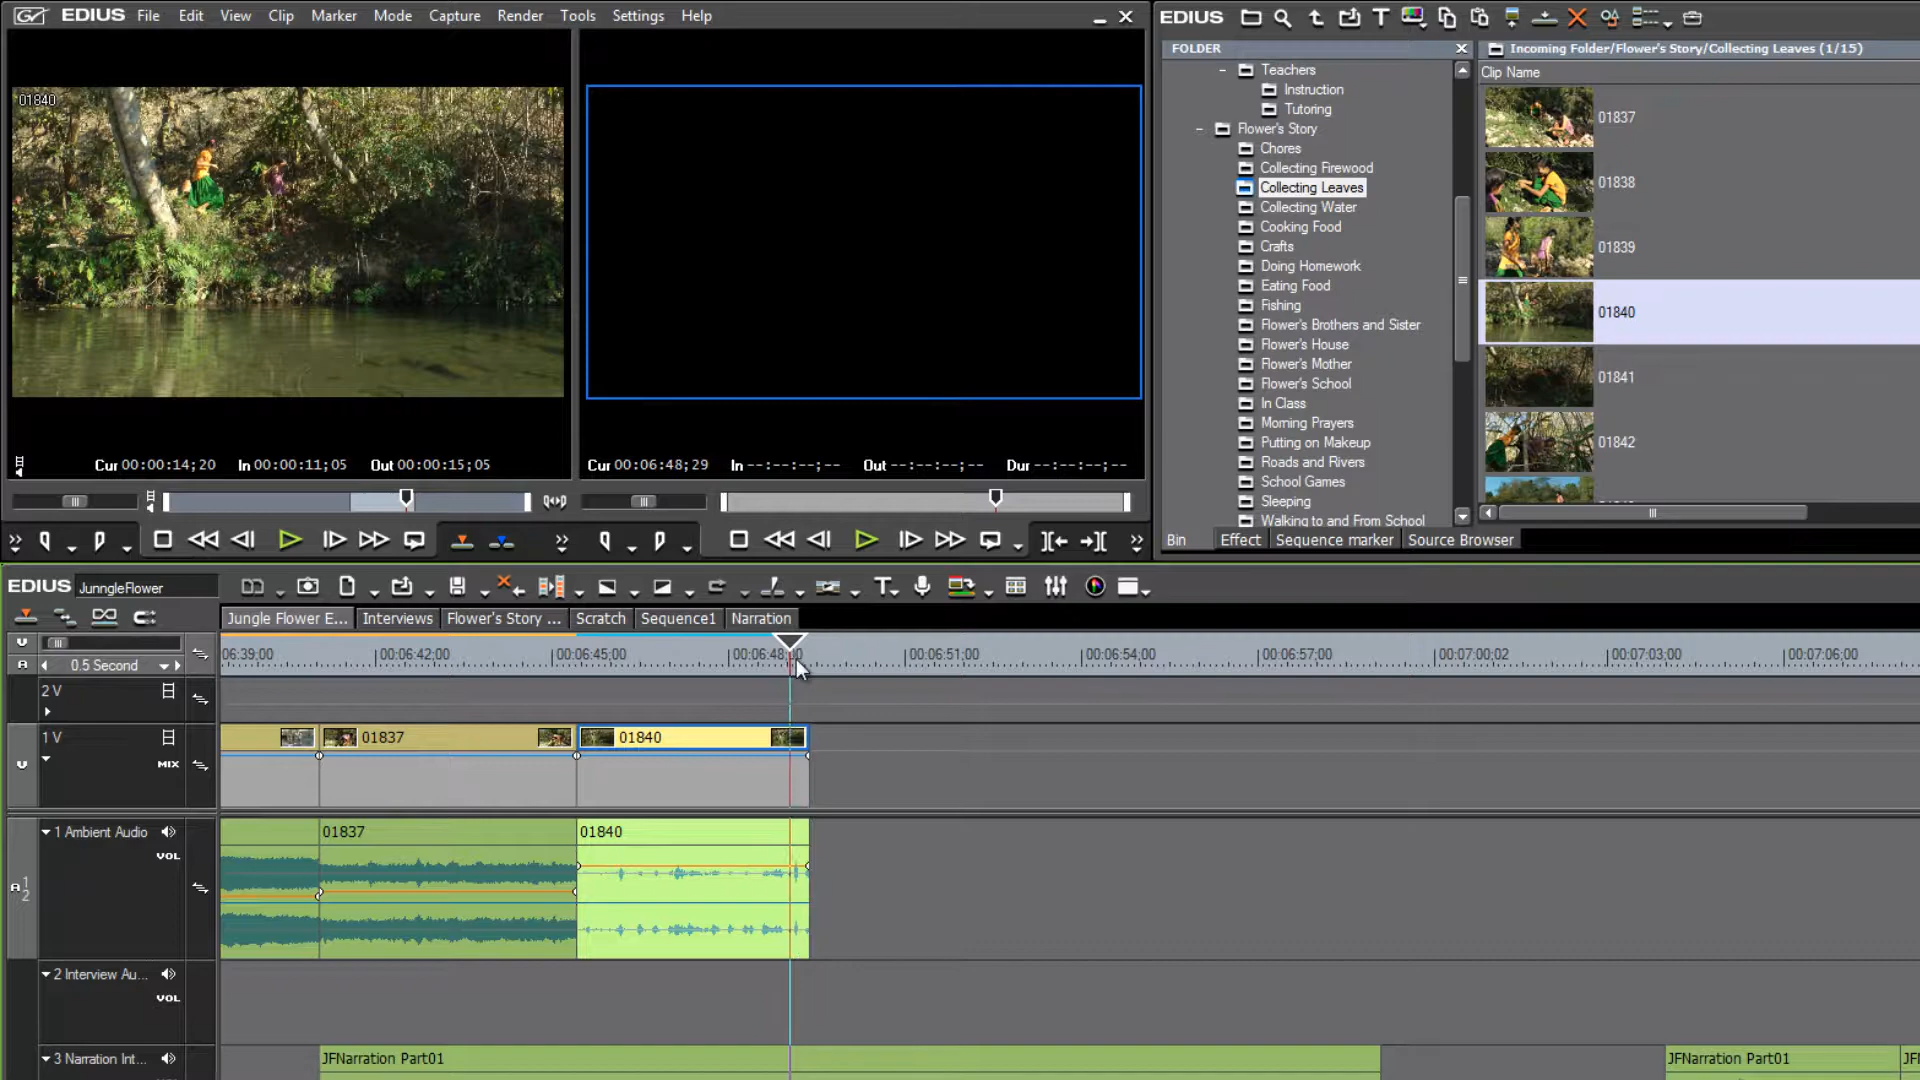 EDIUS File Edit View Clip Marker Mode Capture Render Tools Settings Help
01840
Cur 00:00:14;20 In 00:00:11;05 Out 00:00:15;05
Cur 00:06:48;29 In --:--:--;-- Out --:--:--;-- Dur --:--:--;--
EDIUS
FOLDER
Teachers
Instruction
Tutoring
Flower's Story
Chores
Collecting Firewood
Collecting Leaves
Collecting Water
Cooking Food
Crafts
Doing Homework
Eating Food
Fishing
Flower's Brothers and Sister
Flower's House
Flower's Mother
Flower's School
In Class
Morning Prayers
Putting on Makeup
Roads and Rivers
School Games
Sleeping
Walking to and From School
Incoming Folder/Flower's Story/Collecting Leaves (1/15)
Clip Name
01837
01838
01839
01840
01841
01842
Bin Effect Sequence marker Source Browser
EDIUS JunngleFlower
Jungle Flower E... Interviews Flower's Story ... Scratch Sequence1 Narration
0.5 Second
06:39;00 00:06:42;00 00:06:45;00 00:06:48;00 00:06:51;00 00:06:54;00 00:06:57;00 00:07:00;02 00:07:03;00 00:07:06;00
2 V
1 V 01837 01840
MIX
1 Ambient Audio 01837 01840
VOL
A 1 2
2 Interview Au...
VOL
3 Narration Int... JFNarration Part01 JFNarration Part01 JF